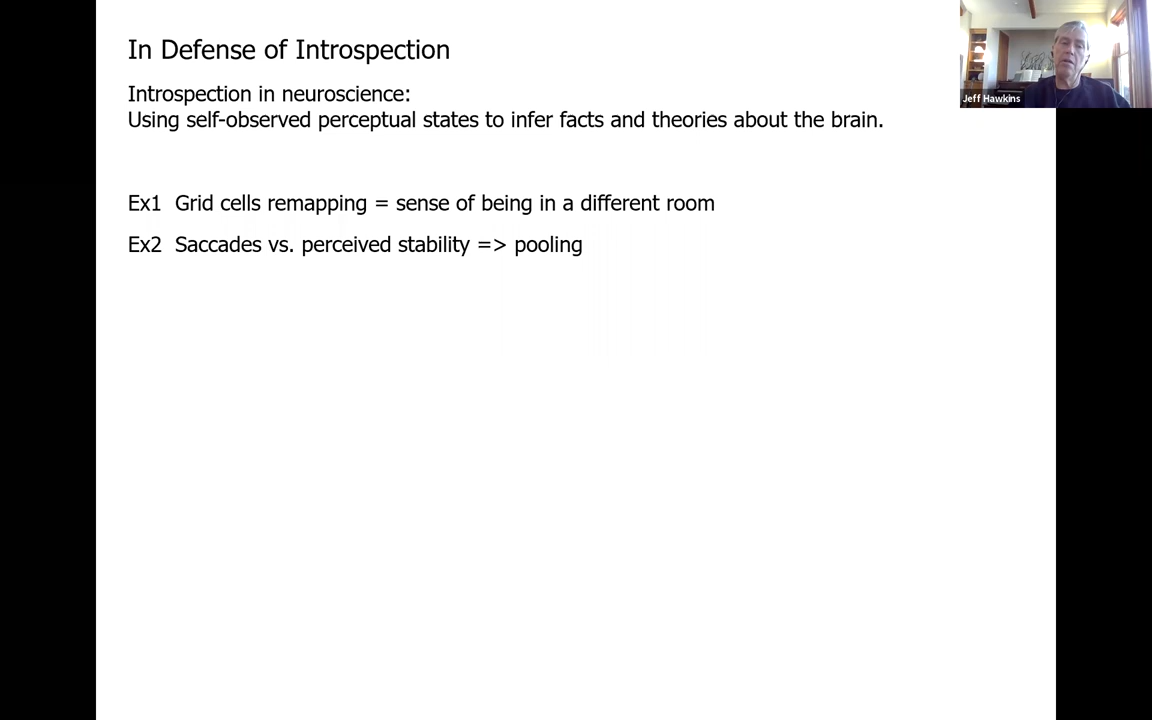 In Defense of Introspection
Introspection in neuroscience:
Using self-observed perceptual states to infer facts and theories about the brain.
Ex1 Grid cells remapping = sense of being in a different room
Ex2 Saccades vs. perceived stability => pooling
Jeff Hawkins